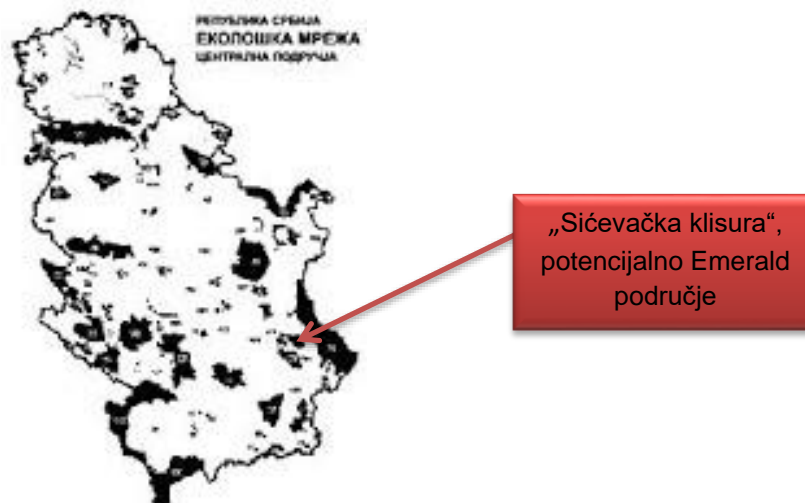 РЕПУБЛИКА СРБИЈА
ЕКОЛОШКА МРЕЖА
ЦЕНТРАЛНА ПОДРУЧЈА
„Sićevačka klisura“,
potencijalno Emerald
područje